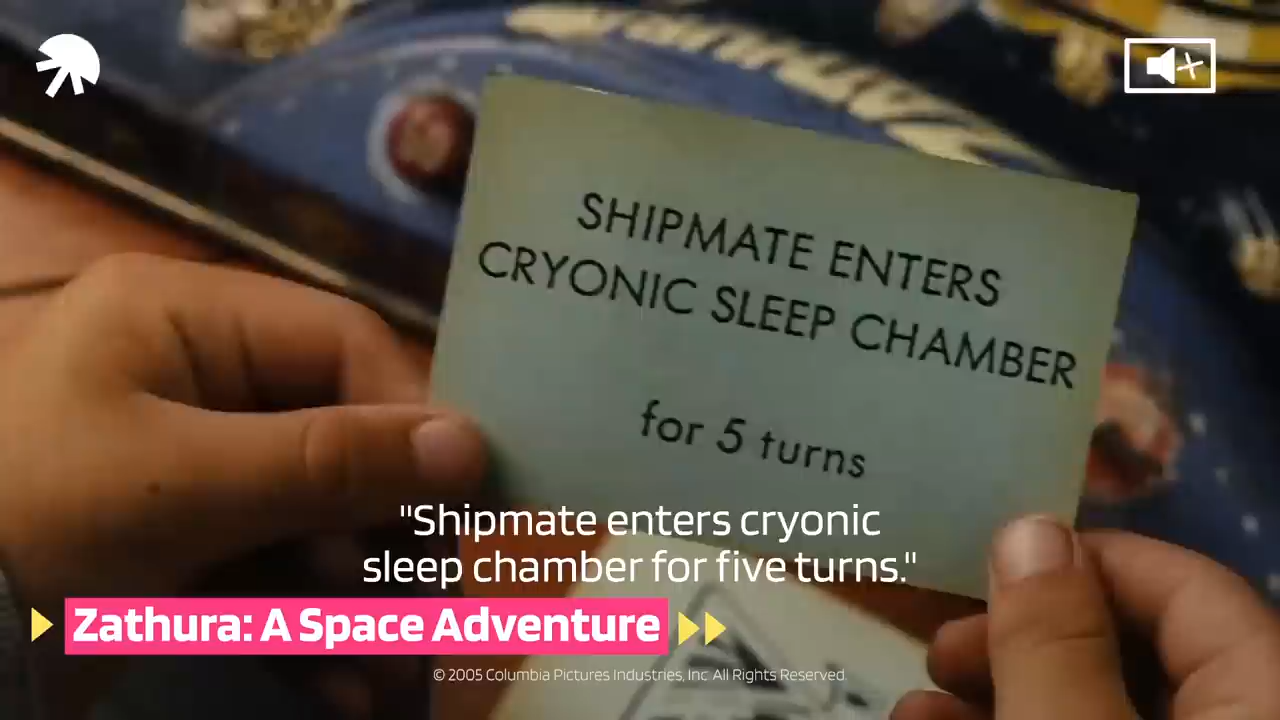 SHIPMATE ENTERS
CRYONIC SLEEP CHAMBER
for 5 turns
"Shipmate enters cryonic
sleep chamber for five turns."
Zathura: A Space Adventure
© 2005 Columbia Pictures Industries, Inc. All Rights Reserved.